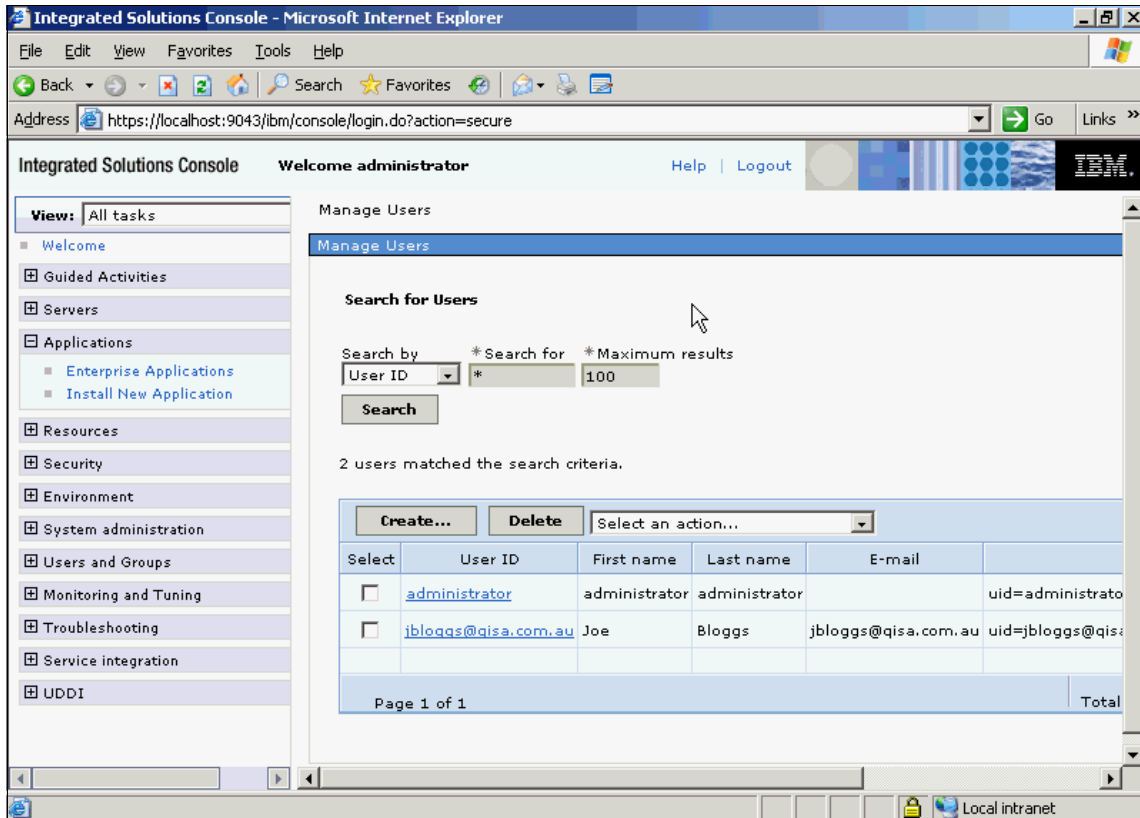 Integrated Solutions Console - Microsoft Internet Explorer
File Edit View Favorites Tools Help
Back Search Favorites
Address https://localhost:9043/ibm/console/login.do?action=secure Go Links »
Integrated Solutions Console Welcome administrator Help | Logout IBM.
View: All tasks
Welcome
Guided Activities
Servers
Applications
Enterprise Applications
Install New Application
Resources
Security
Environment
System administration
Users and Groups
Monitoring and Tuning
Troubleshooting
Service integration
UDDI
Manage Users
Manage Users
Search for Users
Search by *Search for *Maximum results
User ID * 100
Search
2 users matched the search criteria.
Create... Delete Select an action...
Select User ID First name Last name E-mail
administrator administrator administrator uid=administrato
jbloggs@qisa.com.au Joe Bloggs jbloggs@qisa.com.au uid=jbloggs@qisa
Page 1 of 1 Total
Local intranet